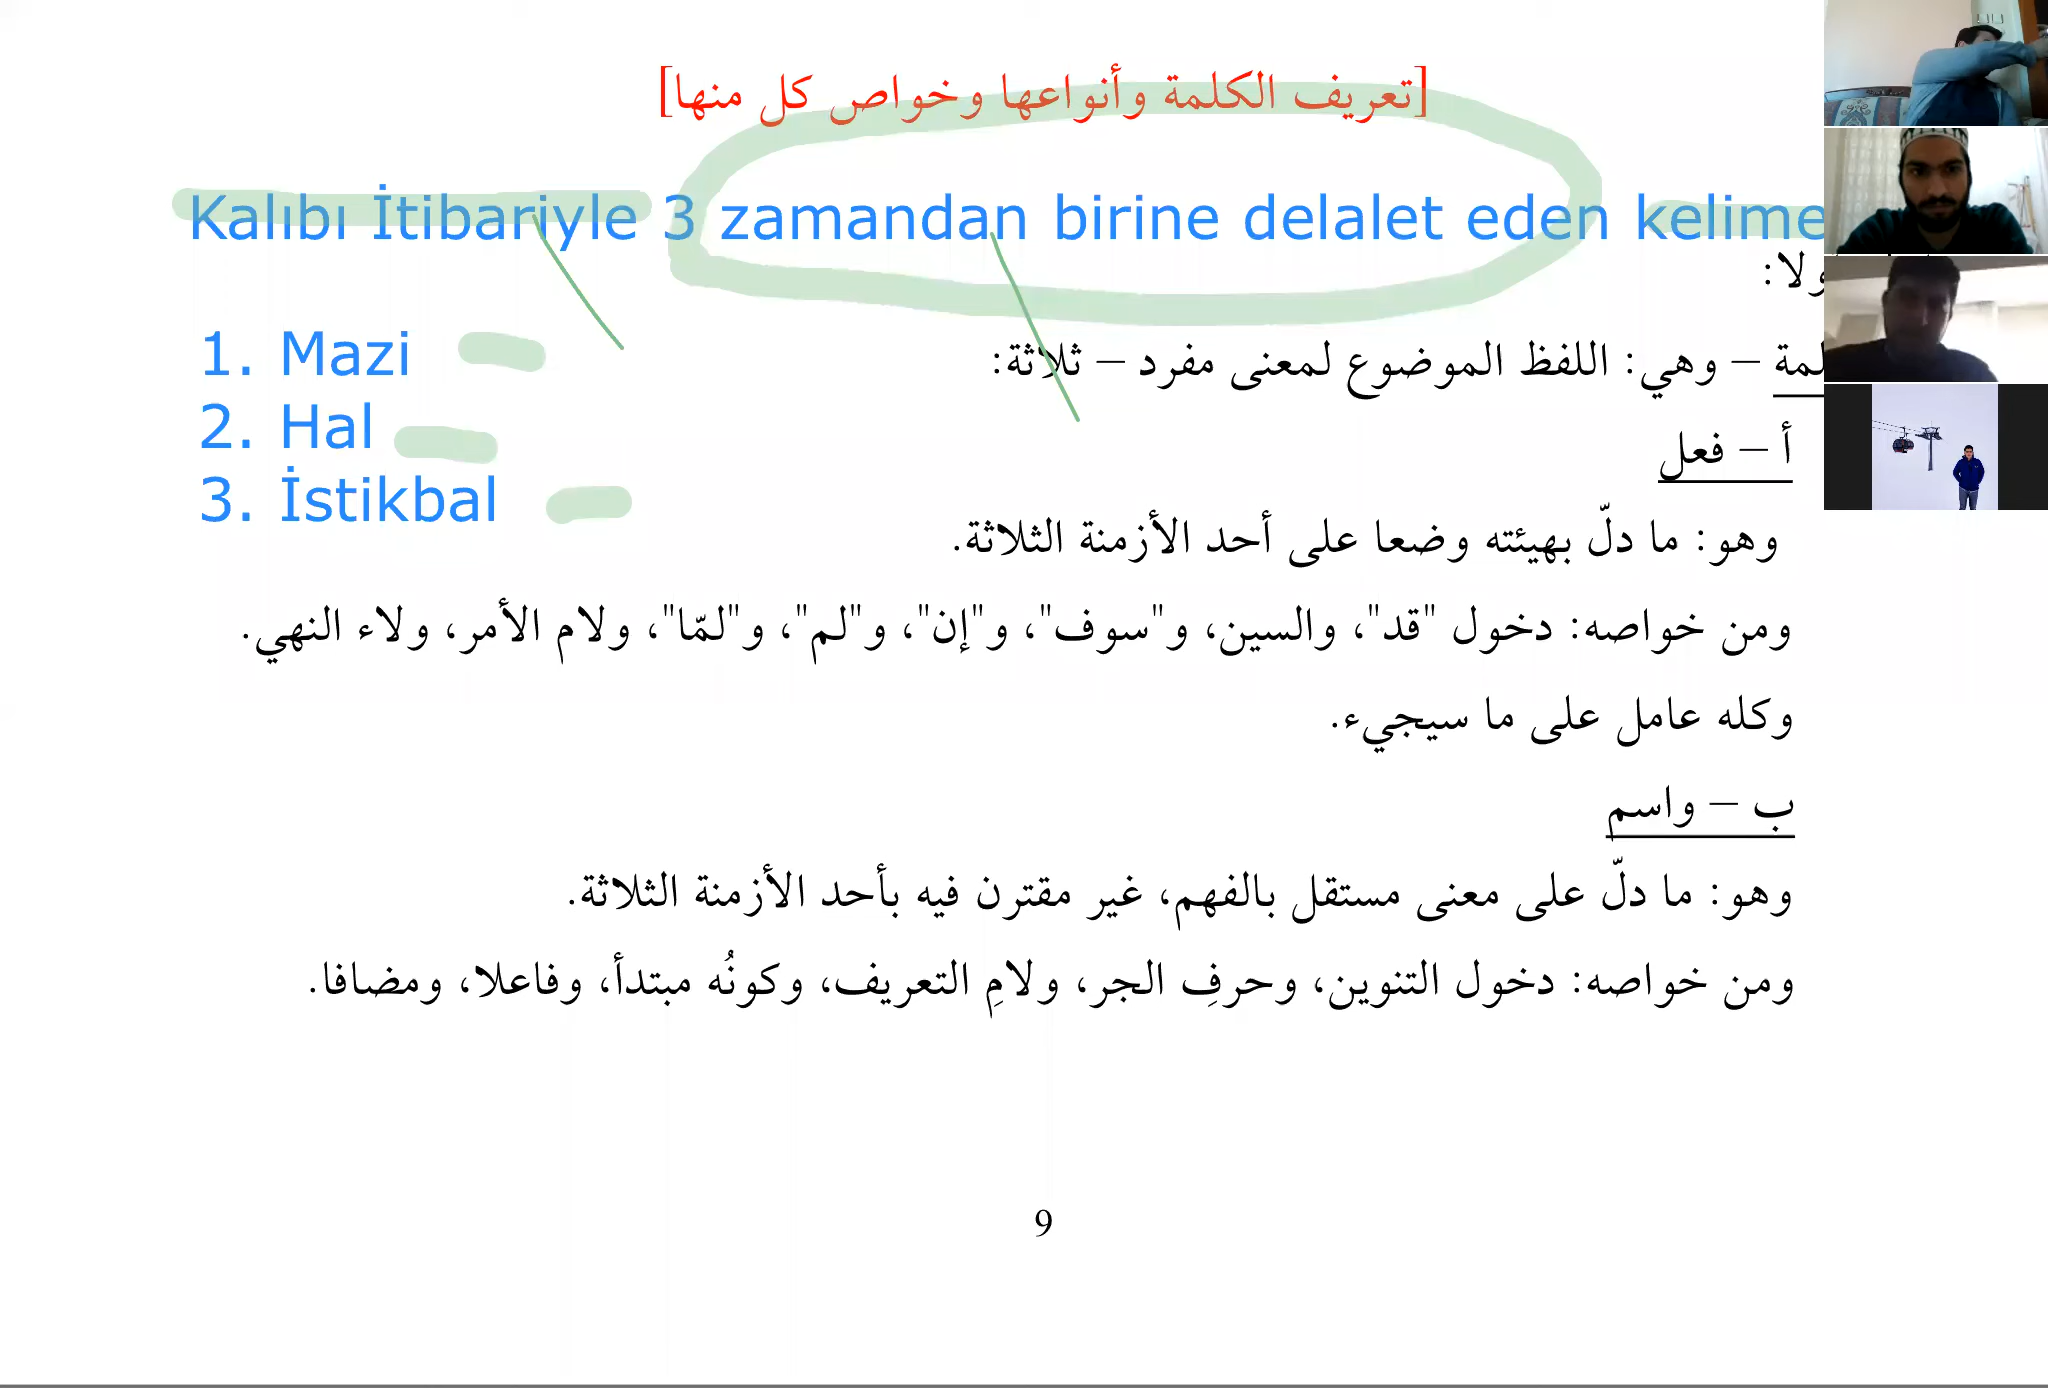 [تعريف الكلمة وأنواعها وخواص كل منها]
Kalıbı İtibariyle 3 zamandan birine delalet eden kelime
ولا:
1. Mazi
2. Hal
3. İstikbal
لمة – وهي: اللفظ الموضوع لمعنى مفرد – ثلاثة:
أ – فعل
وهو: ما دلّ بهيئته وضعا على أحد الأزمنة الثلاثة.
ومن خواصه: دخول "قد"، والسين، و"سوف"، و"إن"، و"لم"، و"لمّا"، ولام الأمر، ولاء النهي.
وكله عامل على ما سيجيء.
ب – واسم
وهو: ما دلّ على معنى مستقل بالفهم، غير مقترن فيه بأحد الأزمنة الثلاثة.
ومن خواصه: دخول التنوين، وحرفِ الجر، ولامِ التعريف، وكونُه مبتدأ، وفاعلا، ومضافا.
9